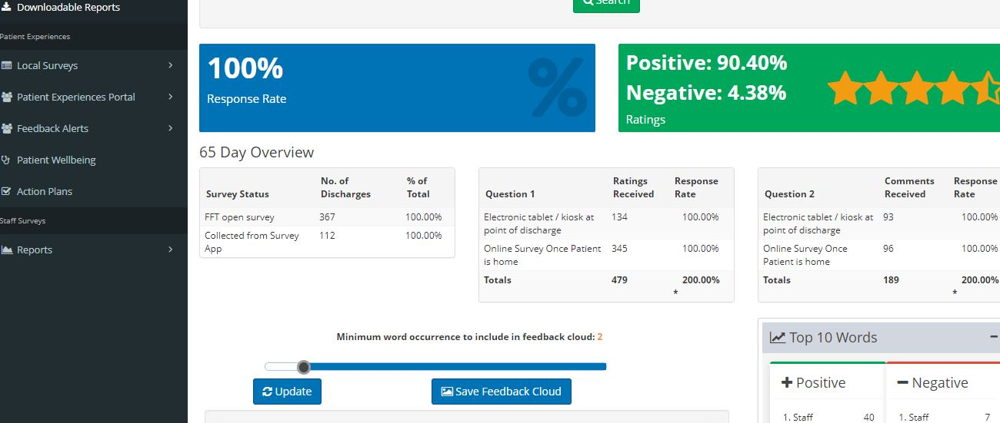 Downloadable Reports
Patient Experiences
Local Surveys
Patient Experiences Portal
Feedback Alerts
Patient Wellbeing
Action Plans
Staff Surveys
Reports
Search
100%
Response Rate
Positive: 90.40%
Negative: 4.38%
Ratings
65 Day Overview
Survey Status No. of Discharges % of Total
FFT open survey 367 100.00%
Collected from Survey App 112 100.00%
Question 1 Ratings Received Response Rate
Electronic tablet / kiosk at point of discharge 134 100.00%
Online Survey Once Patient is home 345 100.00%
Totals 479 200.00% *
Question 2 Comments Received Response Rate
Electronic tablet / kiosk at point of discharge 93 100.00%
Online Survey Once Patient is home 96 100.00%
Totals 189 200.00% *
Minimum word occurrence to include in feedback cloud: 2
Update
Save Feedback Cloud
Top 10 Words
Positive
1. Staff 40
Negative
1. Staff 7